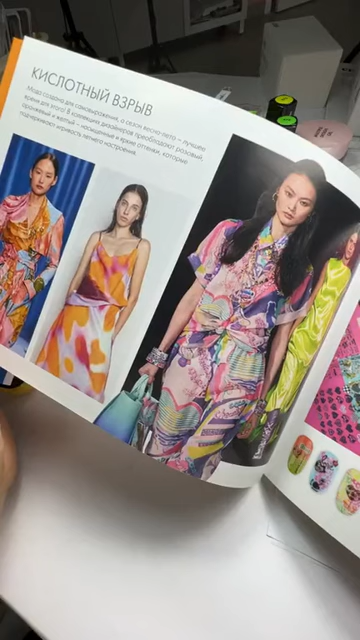 КИСЛОТНЫЙ ВЗРЫВ
Мода создана для самовыражения, а сезон весна-лето – лучшее
время для этого! В коллекциях дизайнеров преобладают розовый,
оранжевый и желтый – насыщенные и яркие оттенки, которые
подчеркивают игривость летнего настроения.